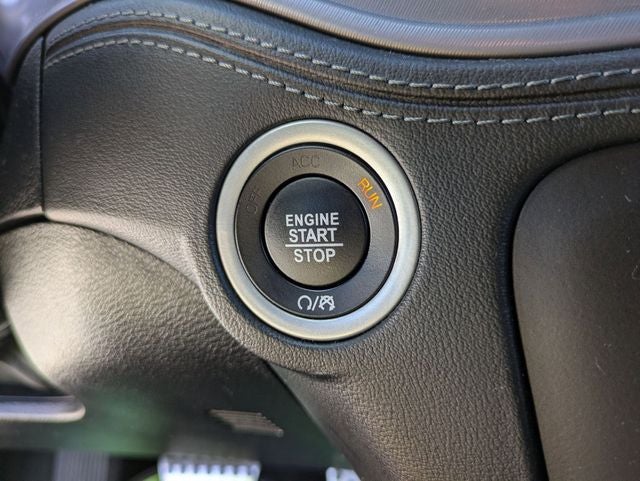 OFF
ACC
RUN
ENGINE
START
STOP